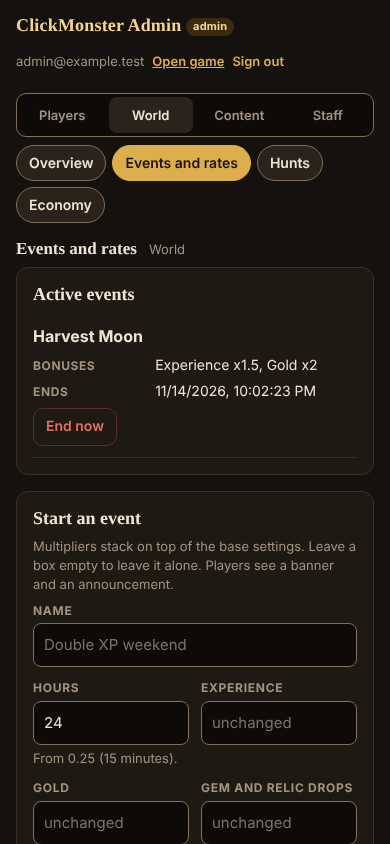 ClickMonster Admin admin
admin@example.test Open game Sign out
Players World Content Staff
Overview Events and rates Hunts
Economy
Events and rates World
Active events
Harvest Moon
BONUSES Experience x1.5, Gold x2
ENDS 11/14/2026, 10:02:23 PM
End now
Start an event
Multipliers stack on top of the base settings. Leave a
box empty to leave it alone. Players see a banner
and an announcement.
NAME
Double XP weekend
HOURS EXPERIENCE
24 unchanged
From 0.25 (15 minutes).
GOLD GEM AND RELIC DROPS
unchanged unchanged